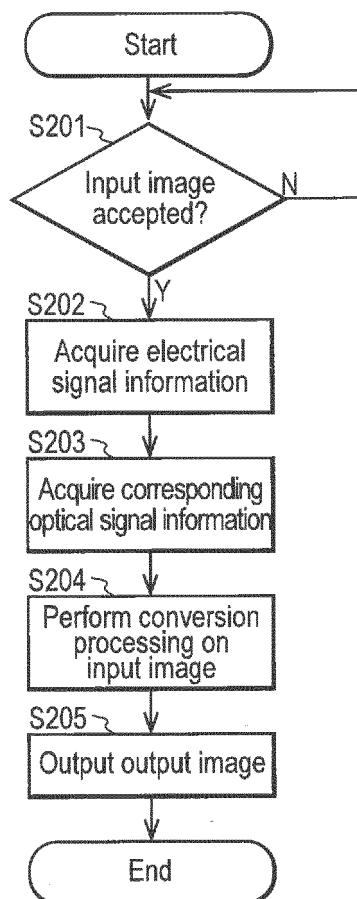 Start
S201
Input image
accepted?
N
Y
S202
Acquire electrical
signal information
S203
Acquire corresponding
optical signal information
S204
Perform conversion
processing on
input image
S205
Output output image
End